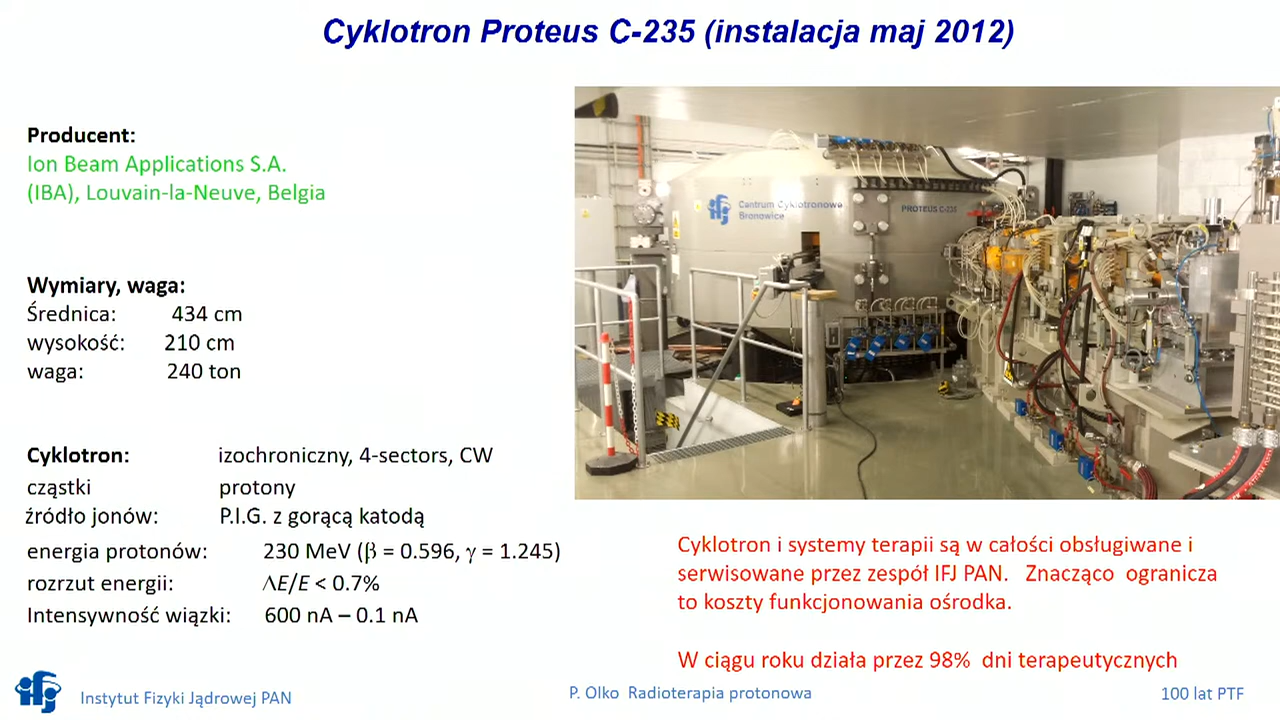 Cyklotron Proteus C-235 (instalacja maj 2012)
Producent:
Ion Beam Applications S.A.
(IBA), Louvain-la-Neuve, Belgia
Wymiary, waga:
Średnica: 434 cm
wysokość: 210 cm
waga: 240 ton
Cyklotron: izochroniczny, 4-sectors, CW
cząstki protony
źródło jonów: P.I.G. z gorącą katodą
energia protonów: 230 MeV (β = 0.596, γ = 1.245)
rozrzut energii: ΛE/E < 0.7%
Intensywność wiązki: 600 nA – 0.1 nA
ifj
Centrum Cyklotronowe
Bronowice
PROTEUS C-235
Cyklotron i systemy terapii są w całości obsługiwane i
serwisowane przez zespół IFJ PAN. Znacząco ogranicza
to koszty funkcjonowania ośrodka.
W ciągu roku działa przez 98% dni terapeutycznych
ifj
Instytut Fizyki Jądrowej PAN
P. Olko Radioterapia protonowa
100 lat PTF